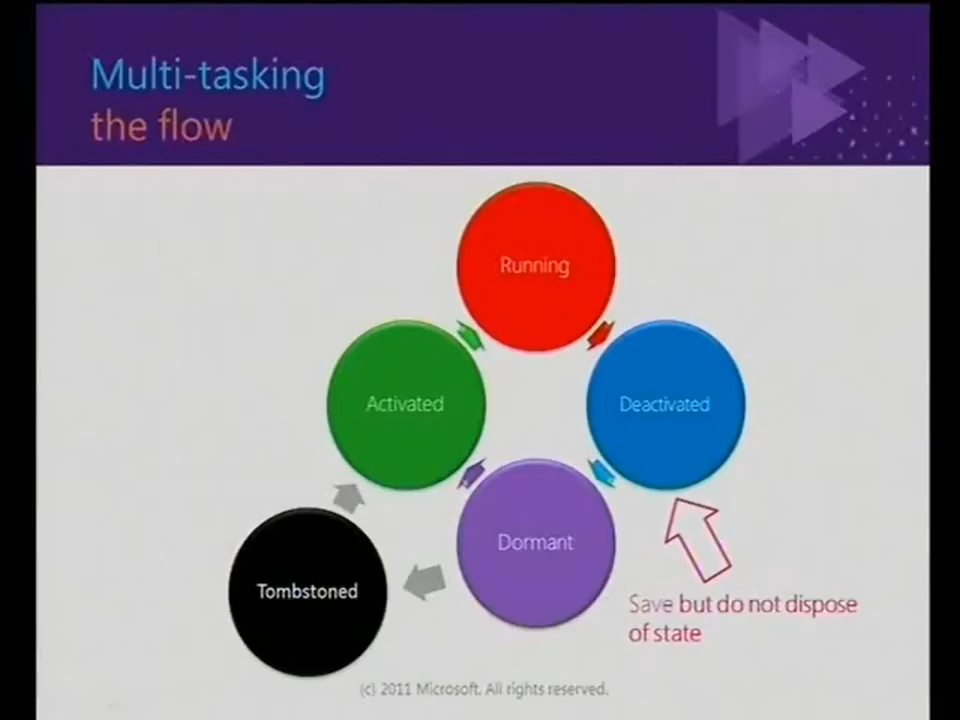 Multi-tasking
the flow
Running
Activated
Deactivated
Dormant
Tombstoned
Save but do not dispose
of state
(c) 2011 Microsoft. All rights reserved.